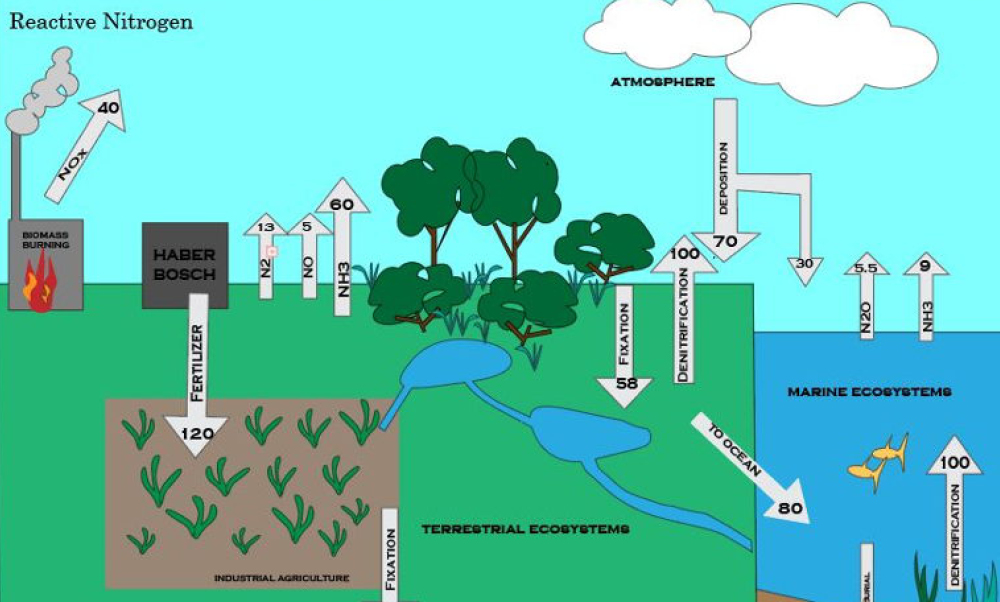 Reactive Nitrogen
ATMOSPHERE
40
NOX
BIOMASS
BURNING
HABER
BOSCH
13
N2
5
NO
60
NH3
DEPOSITION
70
30
100
DENITRIFICATION
FIXATION
58
5.5
N2O
9
NH3
FERTILIZER
120
MARINE ECOSYSTEMS
TO OCEAN
80
100
DENITRIFICATION
TERRESTRIAL ECOSYSTEMS
FIXATION
INDUSTRIAL AGRICULTURE
BURIAL